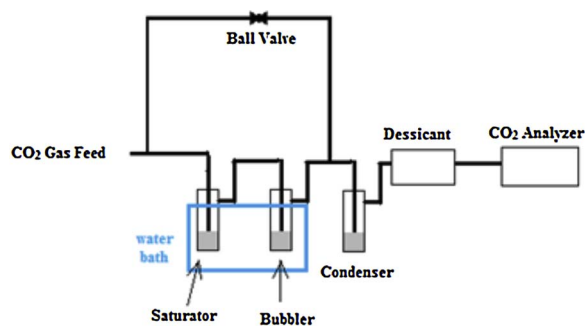 Ball Valve
Dessicant
CO₂ Analyzer
CO₂ Gas Feed
water
bath
Condenser
Saturator
Bubbler